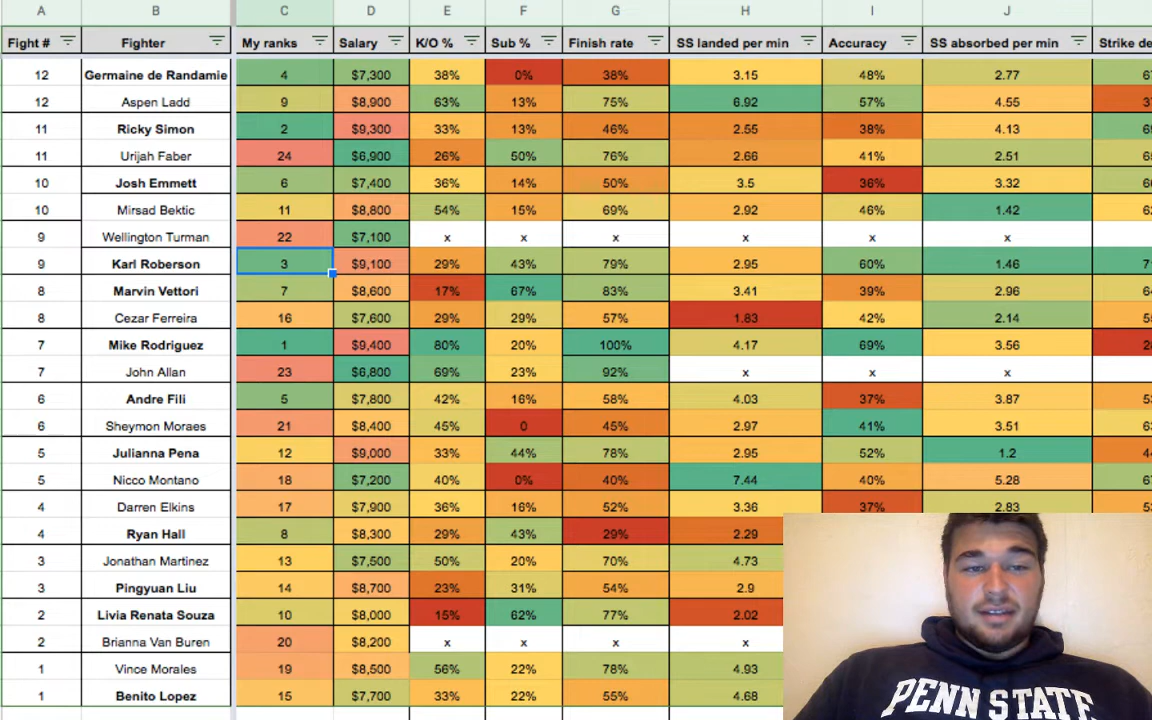 A B C D E F G H I J
Fight # Fighter My ranks Salary K/O % Sub % Finish rate SS landed per min Accuracy SS absorbed per min Strike de
12 Germaine de Randamie 4 $7,300 38% 0% 38% 3.15 48% 2.77
12 Aspen Ladd 9 $8,900 63% 13% 75% 6.92 57% 4.55
11 Ricky Simon 2 $9,300 33% 13% 46% 2.55 38% 4.13
11 Urijah Faber 24 $6,900 26% 50% 76% 2.66 41% 2.51
10 Josh Emmett 6 $7,400 36% 14% 50% 3.5 36% 3.32
10 Mirsad Bektic 11 $8,800 54% 15% 69% 2.92 46% 1.42
9 Wellington Turman 22 $7,100 x x x x x x
9 Karl Roberson 3 $9,100 29% 43% 79% 2.95 60% 1.46
8 Marvin Vettori 7 $8,600 17% 67% 83% 3.41 39% 2.96
8 Cezar Ferreira 16 $7,600 29% 29% 57% 1.83 42% 2.14
7 Mike Rodriguez 1 $9,400 80% 20% 100% 4.17 69% 3.56
7 John Allan 23 $6,800 69% 23% 92% x x x
6 Andre Fili 5 $7,800 42% 16% 58% 4.03 37% 3.87
6 Sheymon Moraes 21 $8,400 45% 0 45% 2.97 41% 3.51
5 Julianna Pena 12 $9,000 33% 44% 78% 2.95 52% 1.2
5 Nicco Montano 18 $7,200 40% 0% 40% 7.44 40% 5.28
4 Darren Elkins 17 $7,900 36% 16% 52% 3.36 37% 2.83
4 Ryan Hall 8 $8,300 29% 43% 29% 2.29
3 Jonathan Martinez 13 $7,500 50% 20% 70% 4.73
3 Pingyuan Liu 14 $8,700 23% 31% 54% 2.9
2 Livia Renata Souza 10 $8,000 15% 62% 77% 2.02
2 Brianna Van Buren 20 $8,200 x x x x
1 Vince Morales 19 $8,500 56% 22% 78% 4.93
1 Benito Lopez 15 $7,700 33% 22% 55% 4.68
PENN STATE